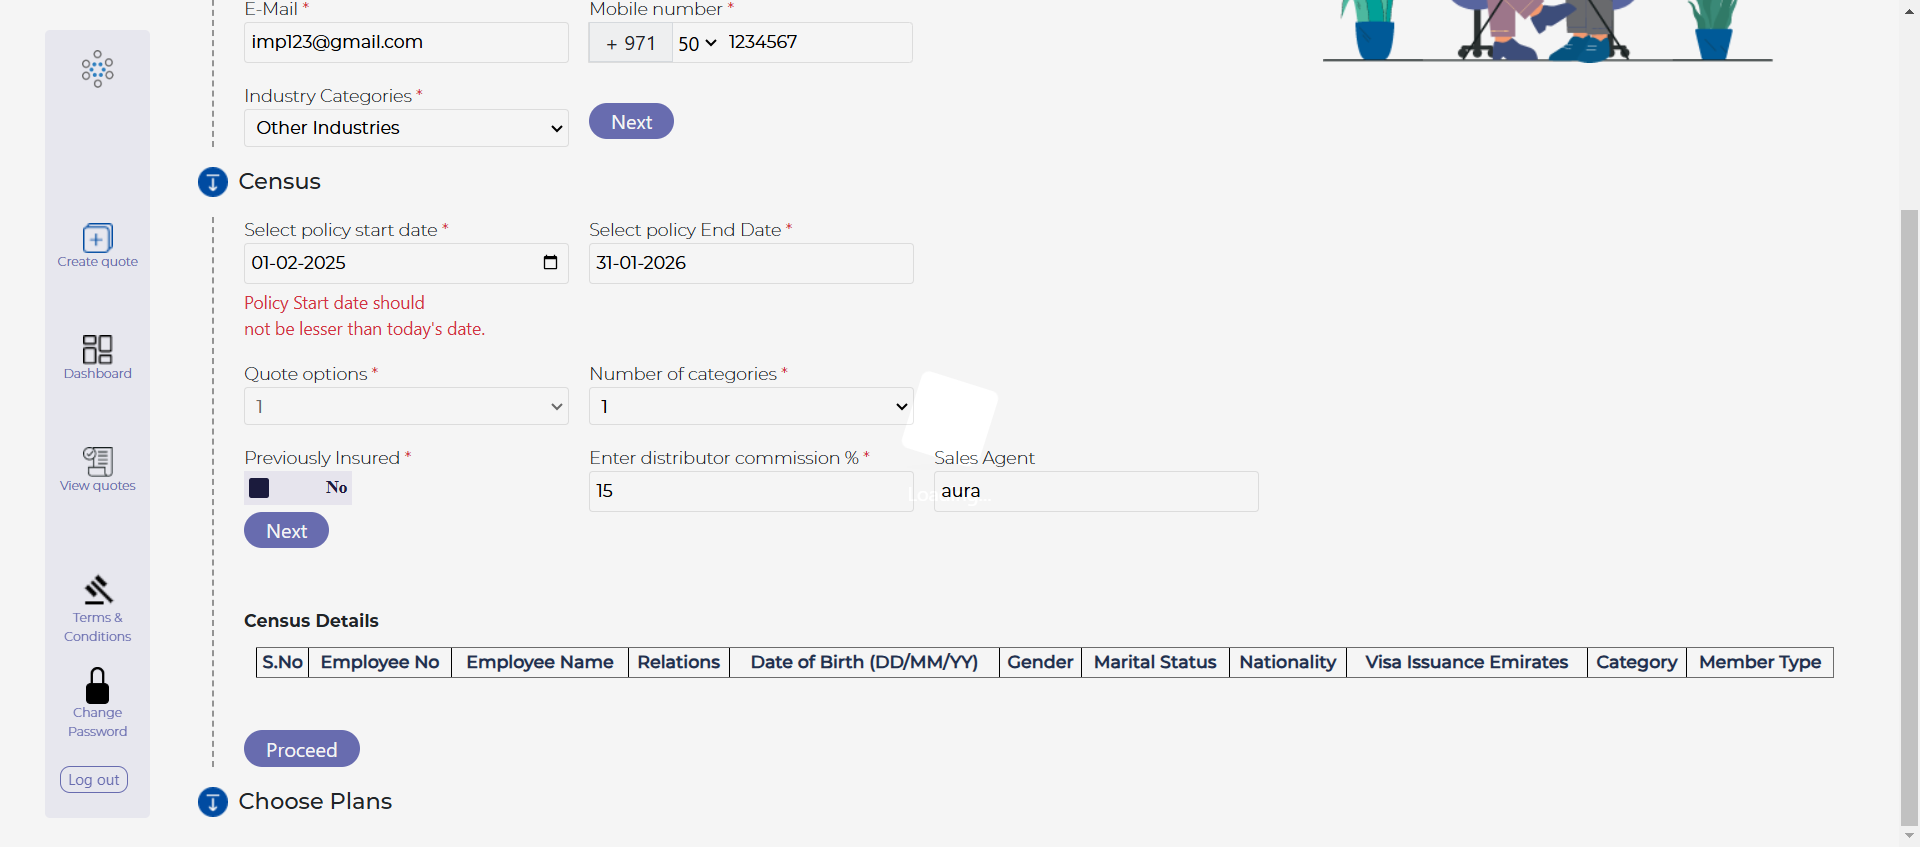 E-Mail *
Mobile number *
imp123@gmail.com
+ 971
50
1234567
Industry Categories *
Other Industries
Next
Census
Select policy start date *
Select policy End Date *
01-02-2025
31-01-2026
Policy Start date should
not be lesser than today's date.
Quote options *
Number of categories *
1
1
Previously Insured *
Enter distributor commission % *
Sales Agent
No
15
aura
Next
Census Details
S.No
Employee No
Employee Name
Relations
Date of Birth (DD/MM/YY)
Gender
Marital Status
Nationality
Visa Issuance Emirates
Category
Member Type
Proceed
Choose Plans
Create quote
Dashboard
View quotes
Terms &
Conditions
Change
Password
Log out